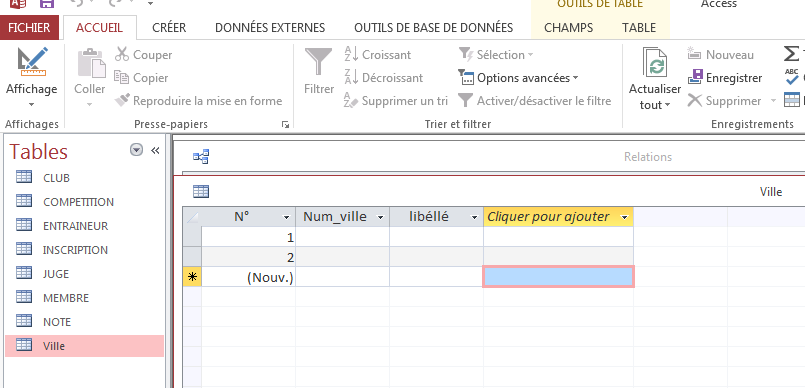 OUTILS DE TABLE Access
FICHIER ACCUEIL CRÉER DONNÉES EXTERNES OUTILS DE BASE DE DONNÉES CHAMPS TABLE
Affichage
Coller
Couper
Copier
Reproduire la mise en forme
Filtrer
Croissant
Décroissant
Supprimer un tri
Sélection
Options avancées
Activer/désactiver le filtre
Actualiser
tout
Nouveau
Enregistrer
Supprimer
Affichages Presse-papiers Trier et filtrer Enregistrements
Tables
CLUB
COMPETITION
ENTRAINEUR
INSCRIPTION
JUGE
MEMBRE
NOTE
Ville
Relations
Ville
N° Num_ville libéllé Cliquer pour ajouter
1
2
(Nouv.)